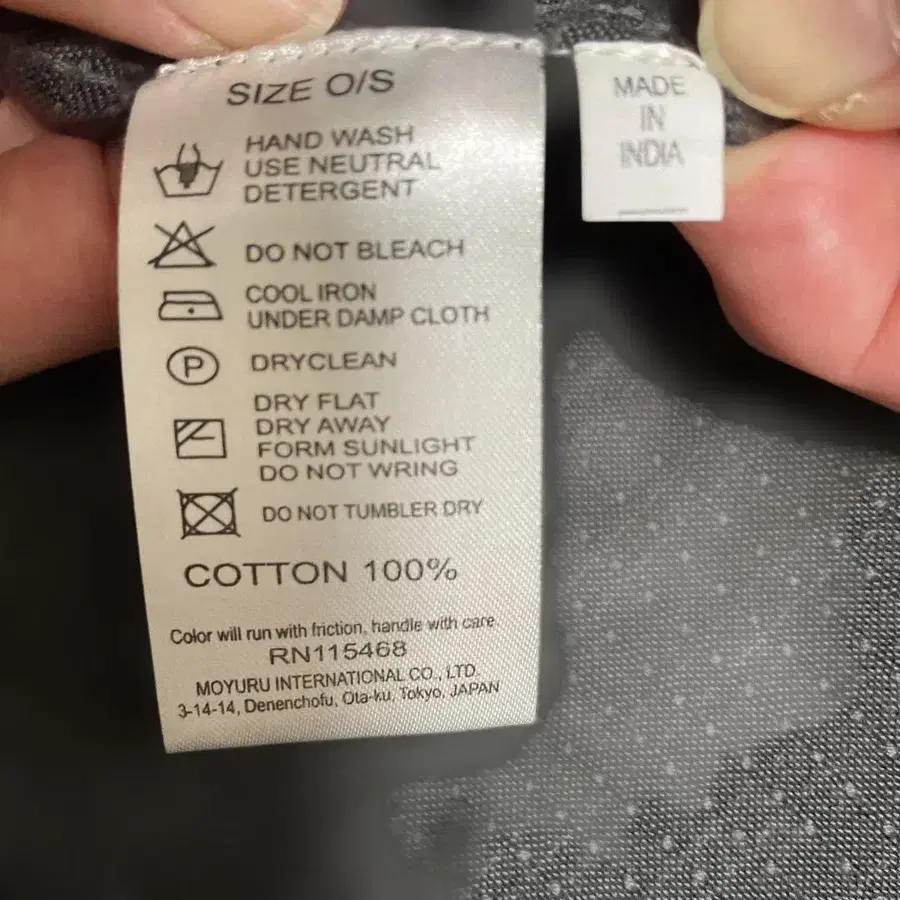 SIZE O/S
HAND WASH
USE NEUTRAL
DETERGENT
DO NOT BLEACH
COOL IRON
UNDER DAMP CLOTH
P
DRYCLEAN
DRY FLAT
DRY AWAY
FORM SUNLIGHT
DO NOT WRING
DO NOT TUMBLER DRY
COTTON 100%
Color will run with friction, handle with care
RN115468
MOYURU INTERNATIONAL CO., LTD.
3-14-14, Denenchofu, Ota-ku, Tokyo, JAPAN
MADE
IN
INDIA